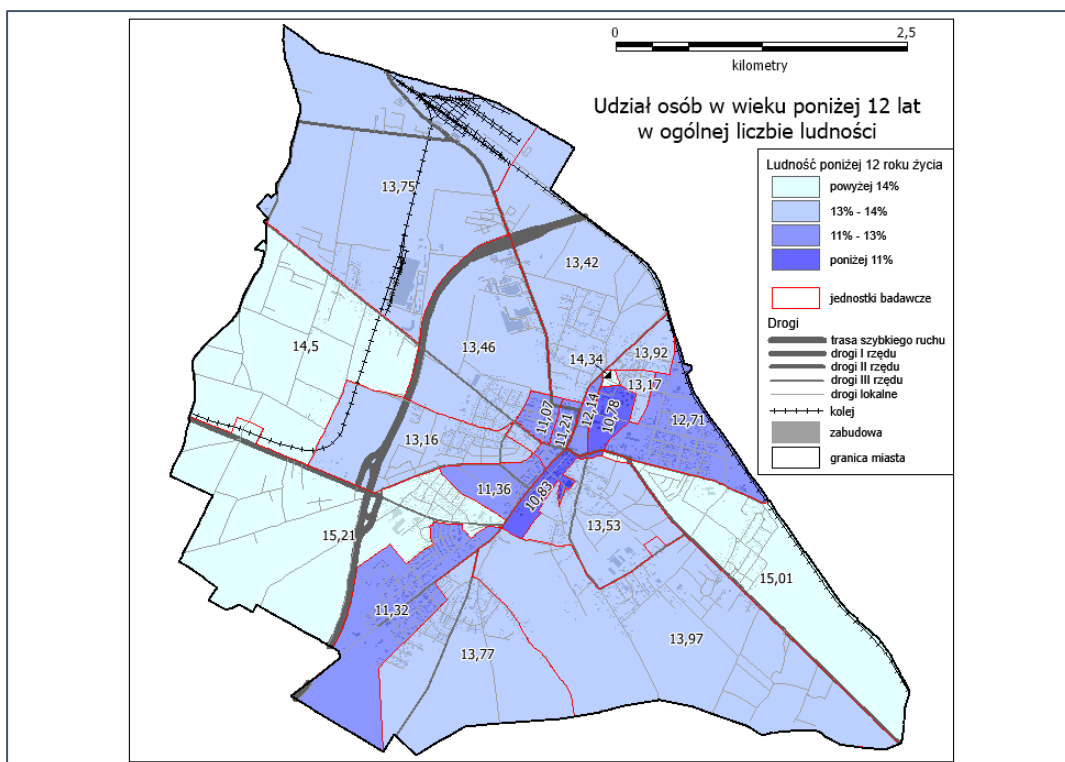 0 2,5
kilometry
Udział osób w wieku poniżej 12 lat
w ogólnej liczbie ludności
Ludność poniżej 12 roku życia
powyżej 14%
13% - 14%
11% - 13%
poniżej 11%
jednostki badawcze
Drogi
trasa szybkiego ruchu
drogi I rzędu
drogi II rzędu
drogi III rzędu
drogi lokalne
kolej
zabudowa
granica miasta
13,75
13,42
14,5
13,46
14,34
13,92
13,17
11,07
11,21
12,14
10,78
12,71
13,16
11,36
10,83
13,53
15,21
15,01
11,32
13,77
13,97